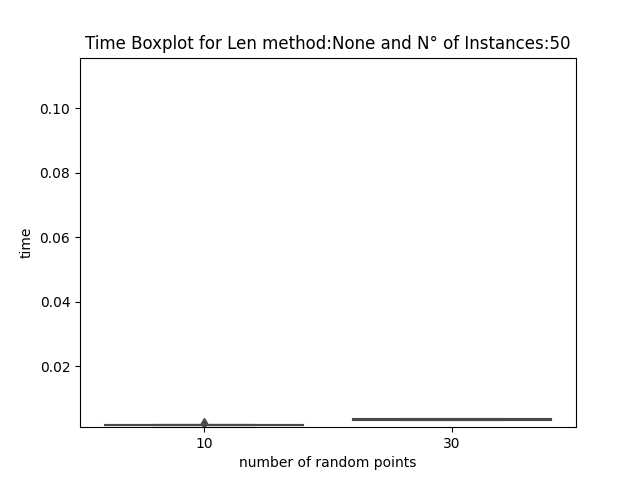 Time Boxplot for Len method:None and N° of Instances:50
0.10
0.08
0.06
0.04
0.02
time
10 30
number of random points